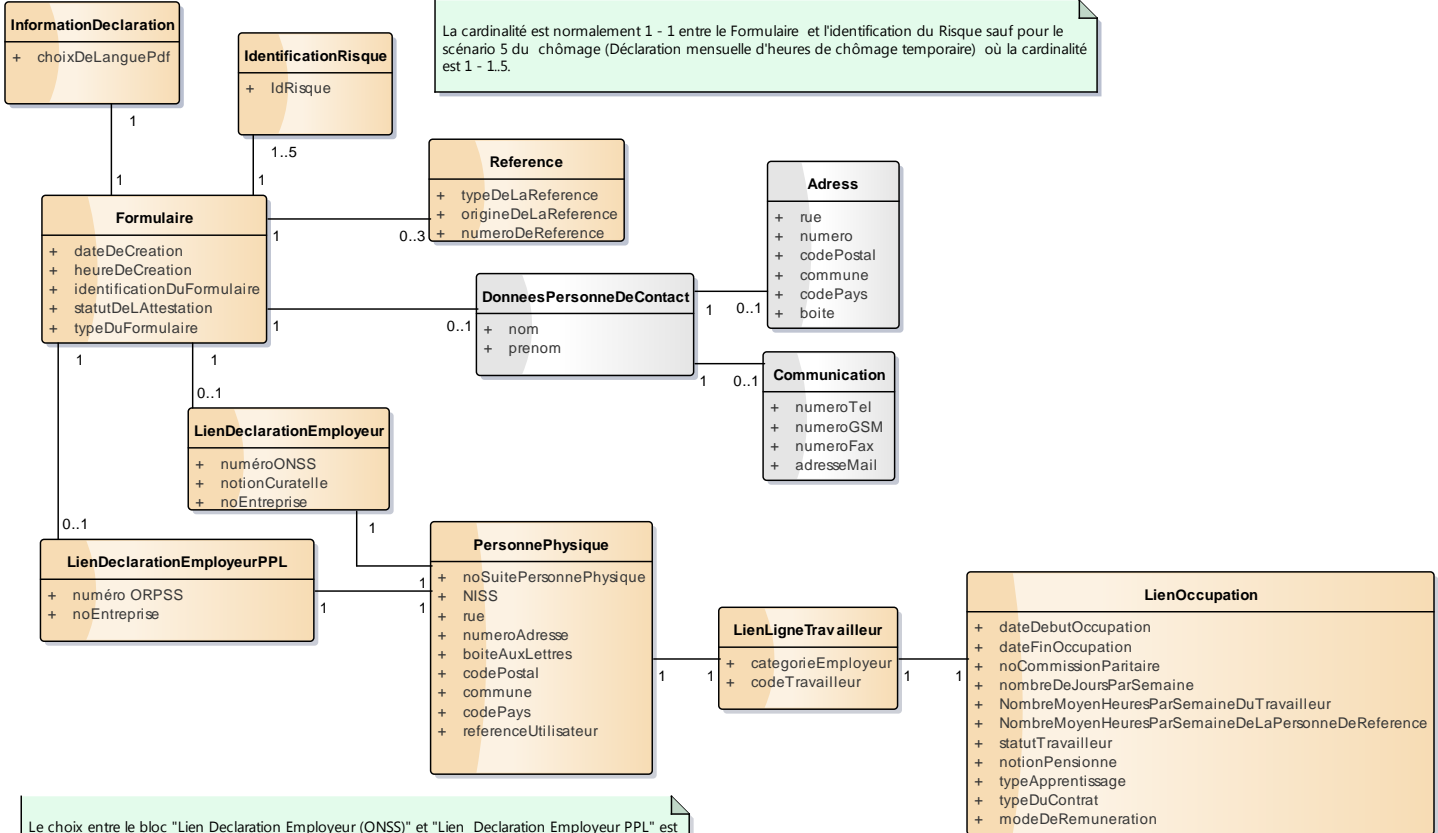 InformationDeclaration
+ choixDeLanguePdf
1
1
IdentificationRisque
+ IdRisque
1..5
1
La cardinalité est normalement 1 - 1 entre le Formulaire et l'identification du Risque sauf pour le
scénario 5 du chômage (Déclaration mensuelle d'heures de chômage temporaire) où la cardinalité
est 1 - 1..5.
Formulaire
+ dateDeCreation
+ heureDeCreation
+ identificationDuFormulaire
+ statutDeLAttestation
+ typeDuFormulaire
1
0..3
Reference
+ typeDeLaReference
+ origineDeLaReference
+ numeroDeReference
1
0..1
DonneesPersonneDeContact
+ nom
+ prenom
1
0..1
Adress
+ rue
+ numero
+ codePostal
+ commune
+ codePays
+ boite
1
0..1
Communication
+ numeroTel
+ numeroGSM
+ numeroFax
+ adresseMail
1
1
0..1
LienDeclarationEmployeur
+ numéroONSS
+ notionCuratelle
+ noEntreprise
1
1
0..1
LienDeclarationEmployeurPPL
+ numéro ORPSS
+ noEntreprise
1
1
PersonnePhysique
+ noSuitePersonnePhysique
+ NISS
+ rue
+ numeroAdresse
+ boiteAuxLettres
+ codePostal
+ commune
+ codePays
+ referenceUtilisateur
1
1
LienLigneTravailleur
+ categorieEmployeur
+ codeTravailleur
1
1
LienOccupation
+ dateDebutOccupation
+ dateFinOccupation
+ noCommissionParitaire
+ nombreDeJoursParSemaine
+ NombreMoyenHeuresParSemaineDuTravailleur
+ NombreMoyenHeuresParSemaineDeLaPersonneDeReference
+ statutTravailleur
+ notionPensionne
+ typeApprentissage
+ typeDuContrat
+ modeDeRemuneration
Le choix entre le bloc "Lien Declaration Employeur (ONSS)" et "Lien Declaration Employeur PPL" est